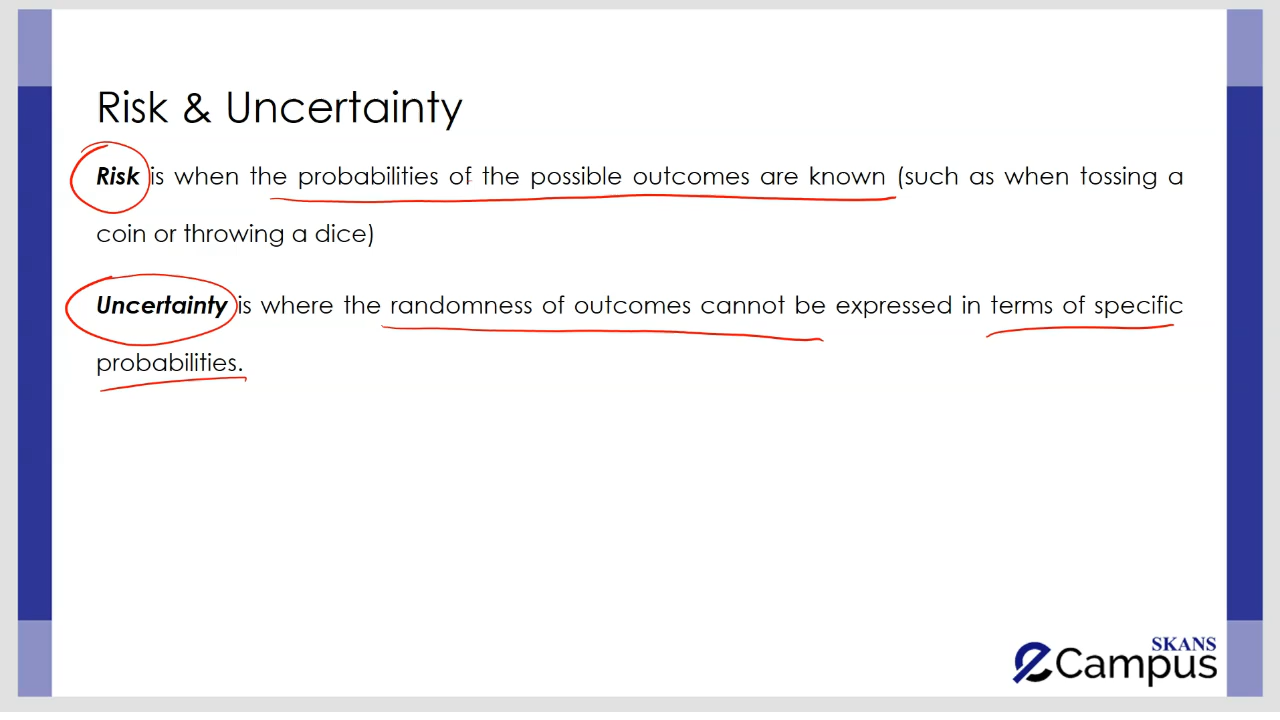 Risk & Uncertainty
Risk is when the probabilities of the possible outcomes are known (such as when tossing a
coin or throwing a dice)
Uncertainty is where the randomness of outcomes cannot be expressed in terms of specific
probabilities.
SKANS
eCampus